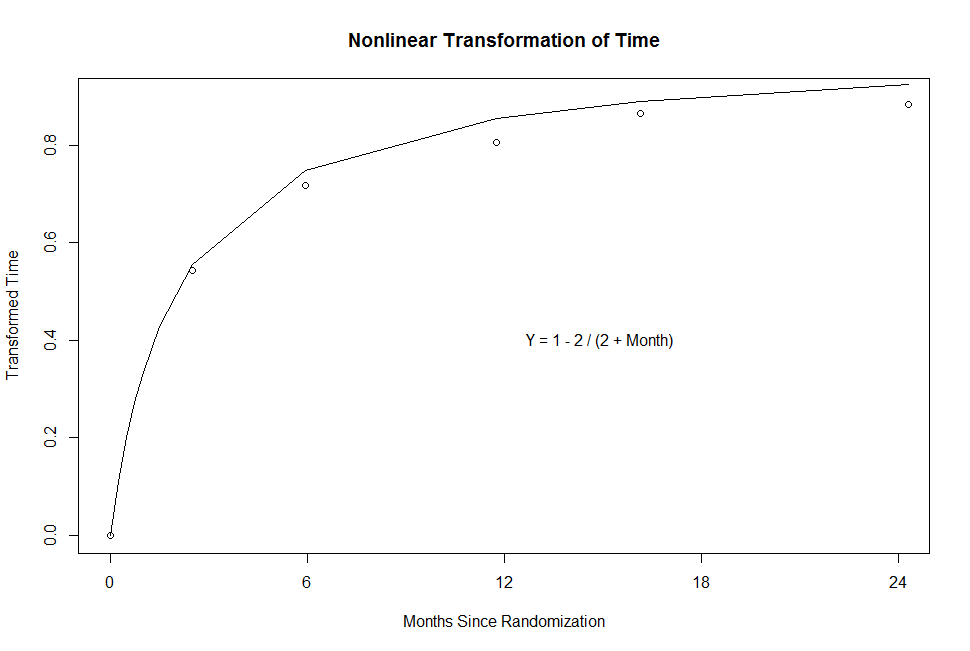 Nonlinear Transformation of Time
Transformed Time
0.0
0.2
0.4
0.6
0.8
Y = 1 - 2 / (2 + Month)
0
6
12
18
24
Months Since Randomization